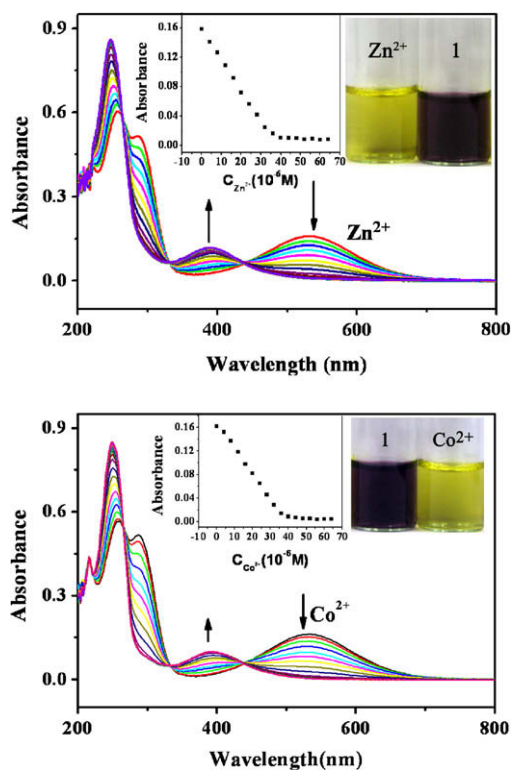 0.9
0.6
0.3
0.0
Absorbance
200 300 400 500 600 800
Wavelength (nm)
Zn2+
0.16
0.12
0.08
0.04
0.00
Absorbance
0 10 20 30 40 50 60
CZn2+(10-6M)
Zn2+ 1
0.9
0.6
0.3
0.0
Absorbance
200 300 400 500 600 800
Wavelength(nm)
Co2+
0.16
0.12
0.08
0.04
0.00
Absorbance
-10 0 10 20 30 40 50 60 70
(10-6M)
1 Co2+